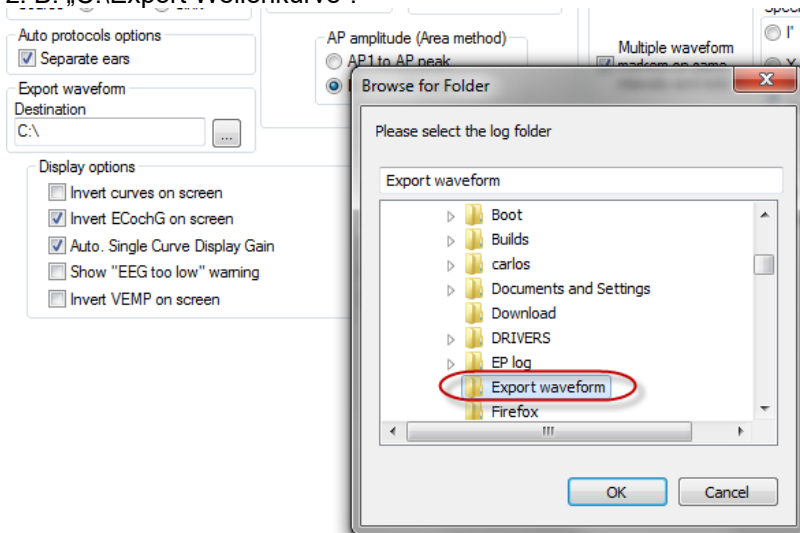 z. B. „C:\Export Wellenkurve“.
Auto protocols options
Separate ears
Export waveform
Destination
C:\
...
AP amplitude (Area method)
AP1 to AP peak
Multiple waveform
Browse for Folder
Please select the log folder
Export waveform
Boot
Builds
carlos
Documents and Settings
Download
DRIVERS
EP log
Export waveform
Firefox
OK
Cancel
Display options
Invert curves on screen
Invert ECochG on screen
Auto. Single Curve Display Gain
Show "EEG too low" warning
Invert VEMP on screen